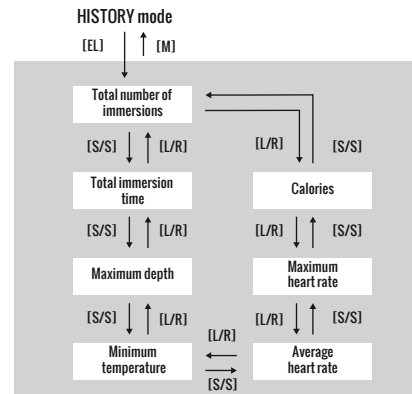 HISTORY mode
[EL] [M]
Total number of
immersions
[S/S] [L/R] [L/R] [S/S]
Total immersion
time
Calories
[S/S] [L/R] [L/R] [S/S]
Maximum depth
Maximum
heart rate
[S/S] [L/R] [L/R] [S/S]
[L/R]
Minimum
temperature
Average
heart rate
[S/S]